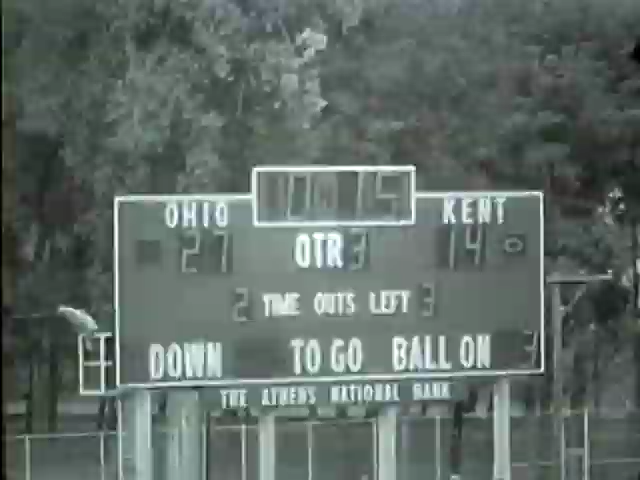 10:15
OHIO KENT
27 QTR 3 14
2 TIME OUTS LEFT 3
DOWN TO GO BALL ON 3
THE ATHENS NATIONAL BANK